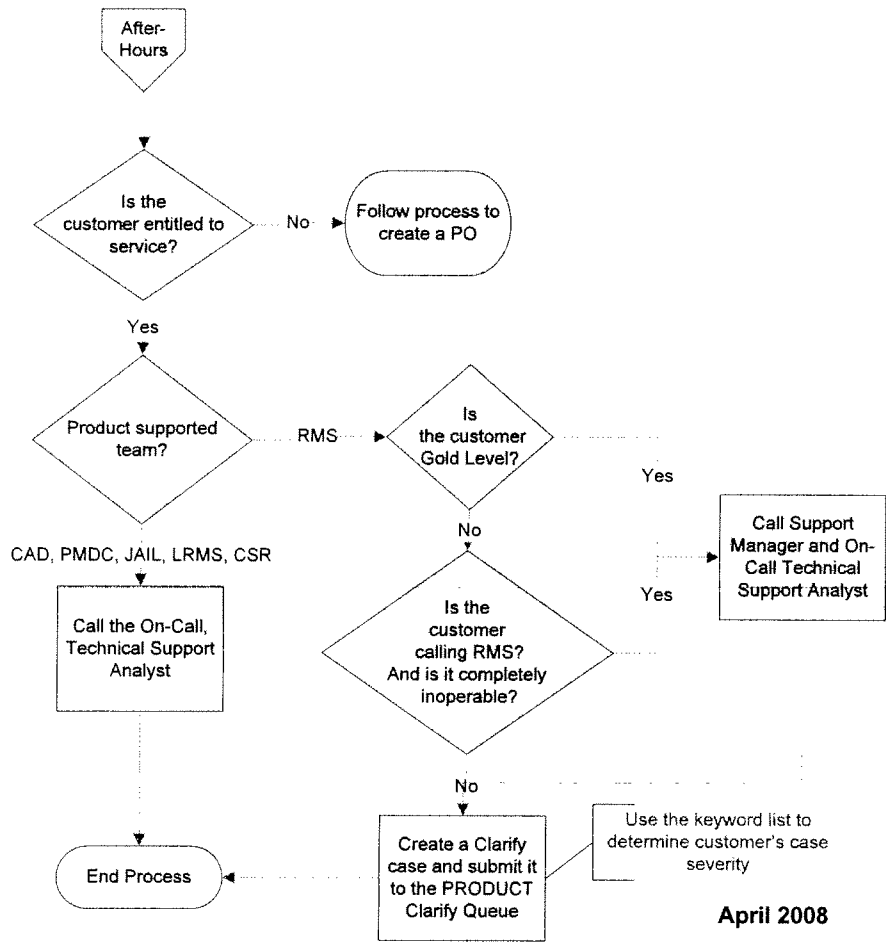 After-
Hours
Is the
customer entitled to
service?
No
Follow process to
create a PO
Yes
Product supported
team?
RMS
Is
the customer
Gold Level?
Yes
No
CAD, PMDC, JAIL, LRMS, CSR
Call Support
Manager and On-
Call Technical
Support Analyst
Call the On-Call,
Technical Support
Analyst
Is the
customer
calling RMS?
And is it completely
inoperable?
Yes
No
Create a Clarify
case and submit it
to the PRODUCT
Clarify Queue
Use the keyword list to
determine customer's case
severity
End Process
April 2008